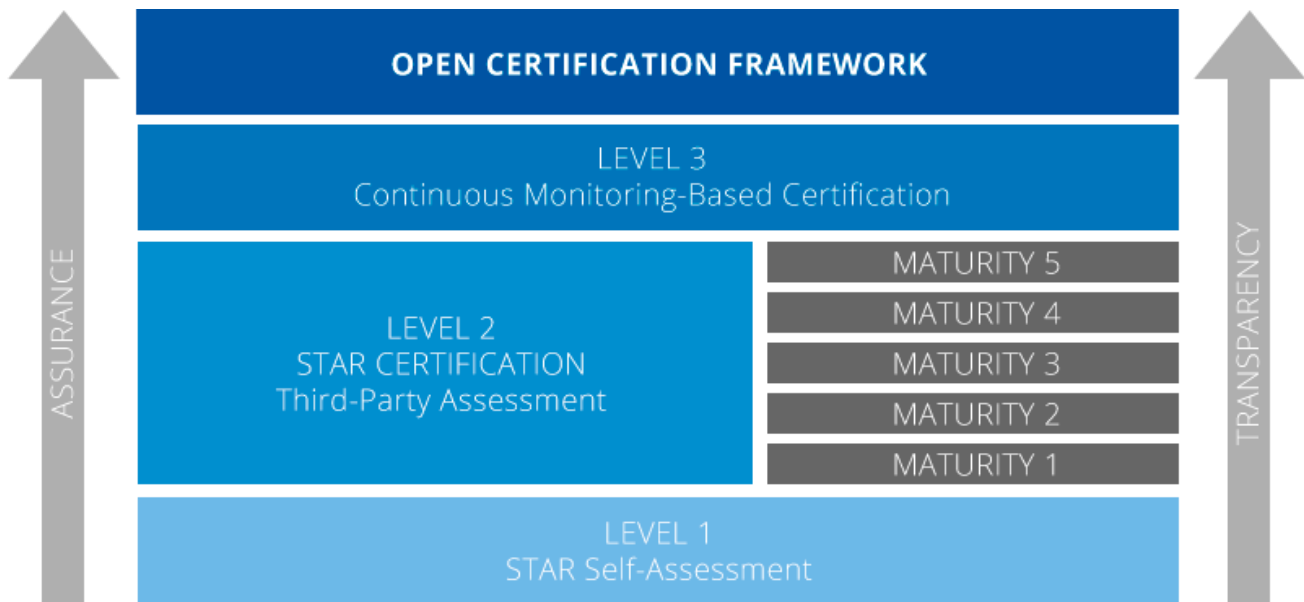 OPEN CERTIFICATION FRAMEWORK
LEVEL 3
Continuous Monitoring-Based Certification
ASSURANCE
LEVEL 2
STAR CERTIFICATION
Third-Party Assessment
MATURITY 5
MATURITY 4
MATURITY 3
MATURITY 2
MATURITY 1
TRANSPARENCY
LEVEL 1
STAR Self-Assessment